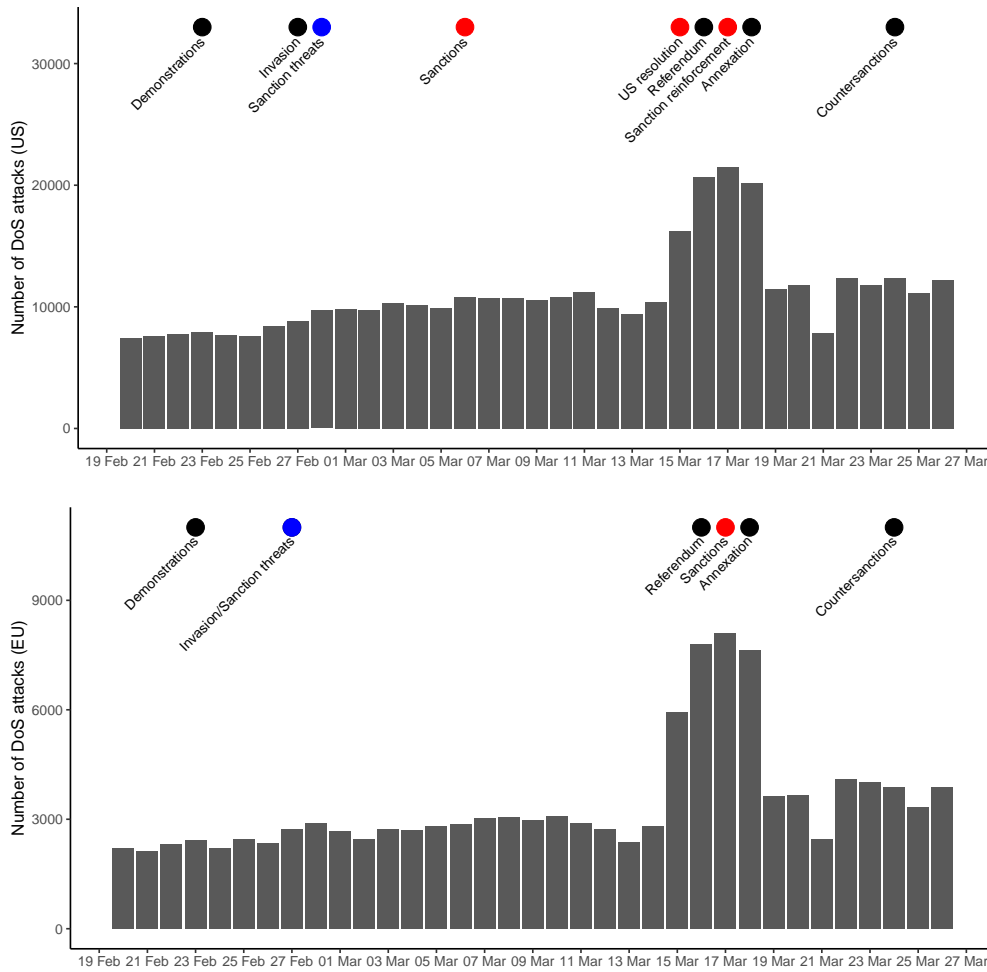 Number of DoS attacks (US)
30000
20000
10000
0
Demonstrations
Invasion
Sanction threats
Sanctions
US resolution
Referendum
Sanction reinforcement
Annexation
Countersanctions
19 Feb 21 Feb 23 Feb 25 Feb 27 Feb 01 Mar 03 Mar 05 Mar 07 Mar 09 Mar 11 Mar 13 Mar 15 Mar 17 Mar 19 Mar 21 Mar 23 Mar 25 Mar 27 Mar
Number of DoS attacks (EU)
9000
6000
3000
0
Demonstrations
Invasion/Sanction threats
Referendum
Sanctions
Annexation
Countersanctions
19 Feb 21 Feb 23 Feb 25 Feb 27 Feb 01 Mar 03 Mar 05 Mar 07 Mar 09 Mar 11 Mar 13 Mar 15 Mar 17 Mar 19 Mar 21 Mar 23 Mar 25 Mar 27 Mar